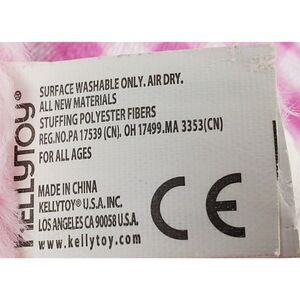 KELLYTOY®
SURFACE WASHABLE ONLY. AIR DRY.
ALL NEW MATERIALS
STUFFING POLYESTER FIBERS
REG.NO.PA 17539 (CN). OH 17499.MA 3353(CN)
FOR ALL AGES
MADE IN CHINA
KELLYTOY® U.S.A. INC.
LOS ANGELES CA 90058 U.S.A.
www.kellytoy.com
CE